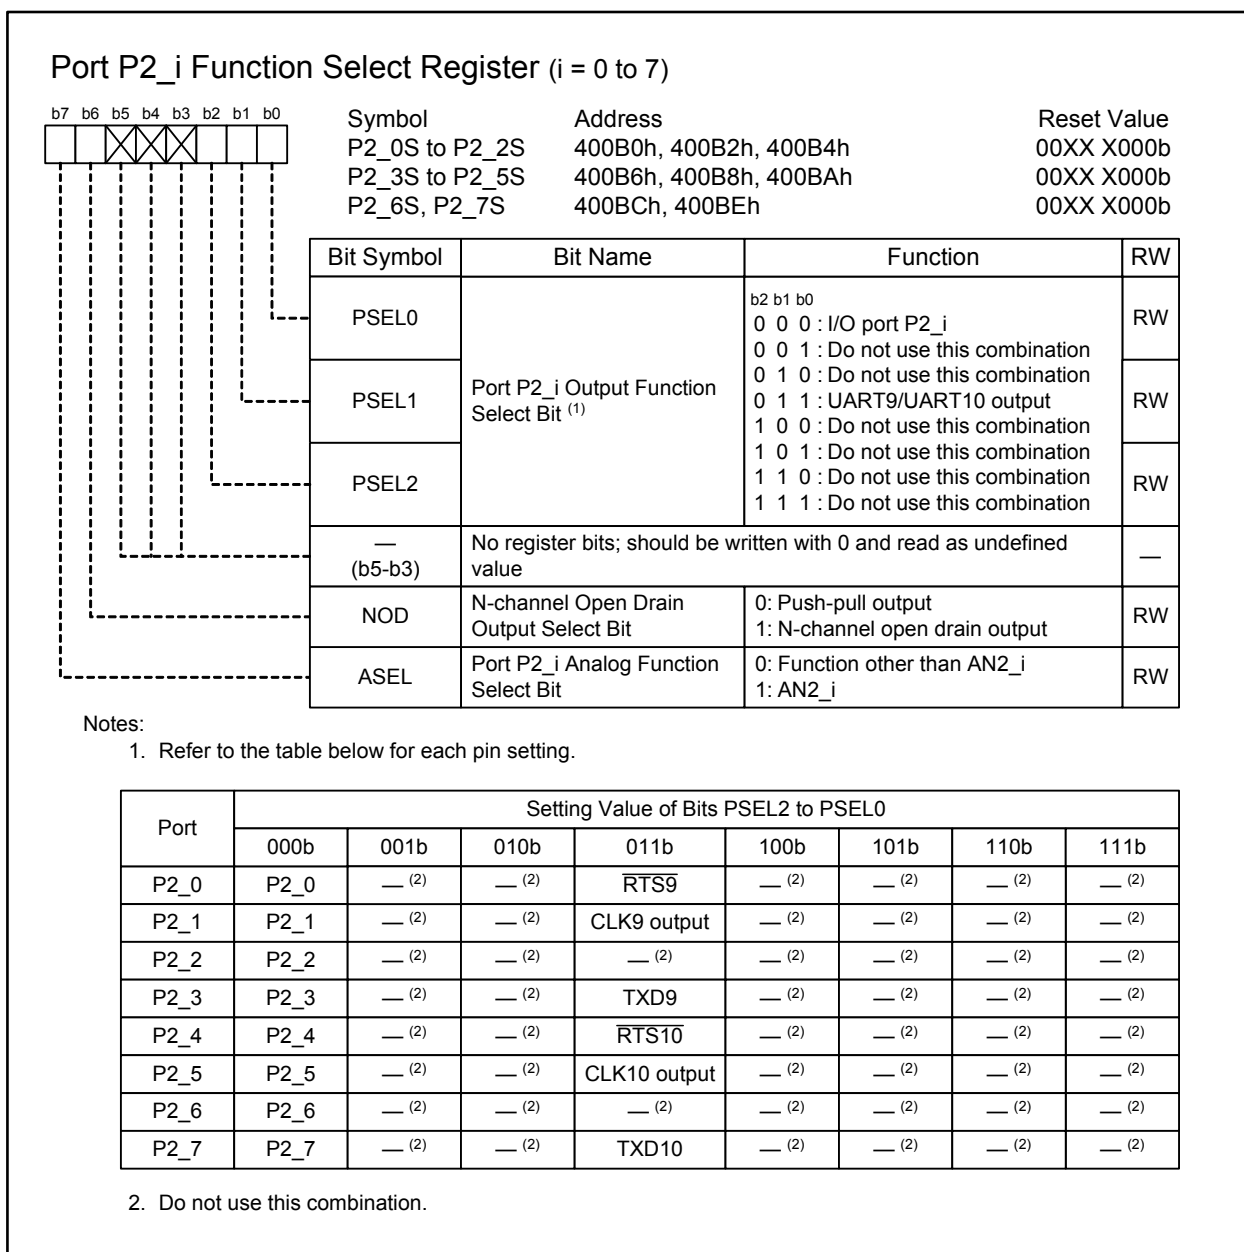 Port P2_i Function Select Register (i = 0 to 7)
b7 b6 b5 b4 b3 b2 b1 b0
Symbol Address Reset Value
P2_0S to P2_2S 400B0h, 400B2h, 400B4h 00XX X000b
P2_3S to P2_5S 400B6h, 400B8h, 400BAh 00XX X000b
P2_6S, P2_7S 400BCh, 400BEh 00XX X000b
Bit Symbol Bit Name Function RW
PSEL0
PSEL1
PSEL2
Port P2_i Output Function
Select Bit (1)
b2 b1 b0
0 0 0 : I/O port P2_i
0 0 1 : Do not use this combination
0 1 0 : Do not use this combination
0 1 1 : UART9/UART10 output
1 0 0 : Do not use this combination
1 0 1 : Do not use this combination
1 1 0 : Do not use this combination
1 1 1 : Do not use this combination
RW
RW
RW
—
(b5-b3)
No register bits; should be written with 0 and read as undefined
value
—
NOD
N-channel Open Drain
Output Select Bit
0: Push-pull output
1: N-channel open drain output
RW
ASEL
Port P2_i Analog Function
Select Bit
0: Function other than AN2_i
1: AN2_i
RW
Notes:
1. Refer to the table below for each pin setting.
Port
Setting Value of Bits PSEL2 to PSEL0
000b 001b 010b 011b 100b 101b 110b 111b
P2_0 P2_0 — (2) — (2) RTS9 — (2) — (2) — (2) — (2)
P2_1 P2_1 — (2) — (2) CLK9 output — (2) — (2) — (2) — (2)
P2_2 P2_2 — (2) — (2) — (2) — (2) — (2) — (2) — (2)
P2_3 P2_3 — (2) — (2) TXD9 — (2) — (2) — (2) — (2)
P2_4 P2_4 — (2) — (2) RTS10 — (2) — (2) — (2) — (2)
P2_5 P2_5 — (2) — (2) CLK10 output — (2) — (2) — (2) — (2)
P2_6 P2_6 — (2) — (2) — (2) — (2) — (2) — (2) — (2)
P2_7 P2_7 — (2) — (2) TXD10 — (2) — (2) — (2) — (2)
2. Do not use this combination.